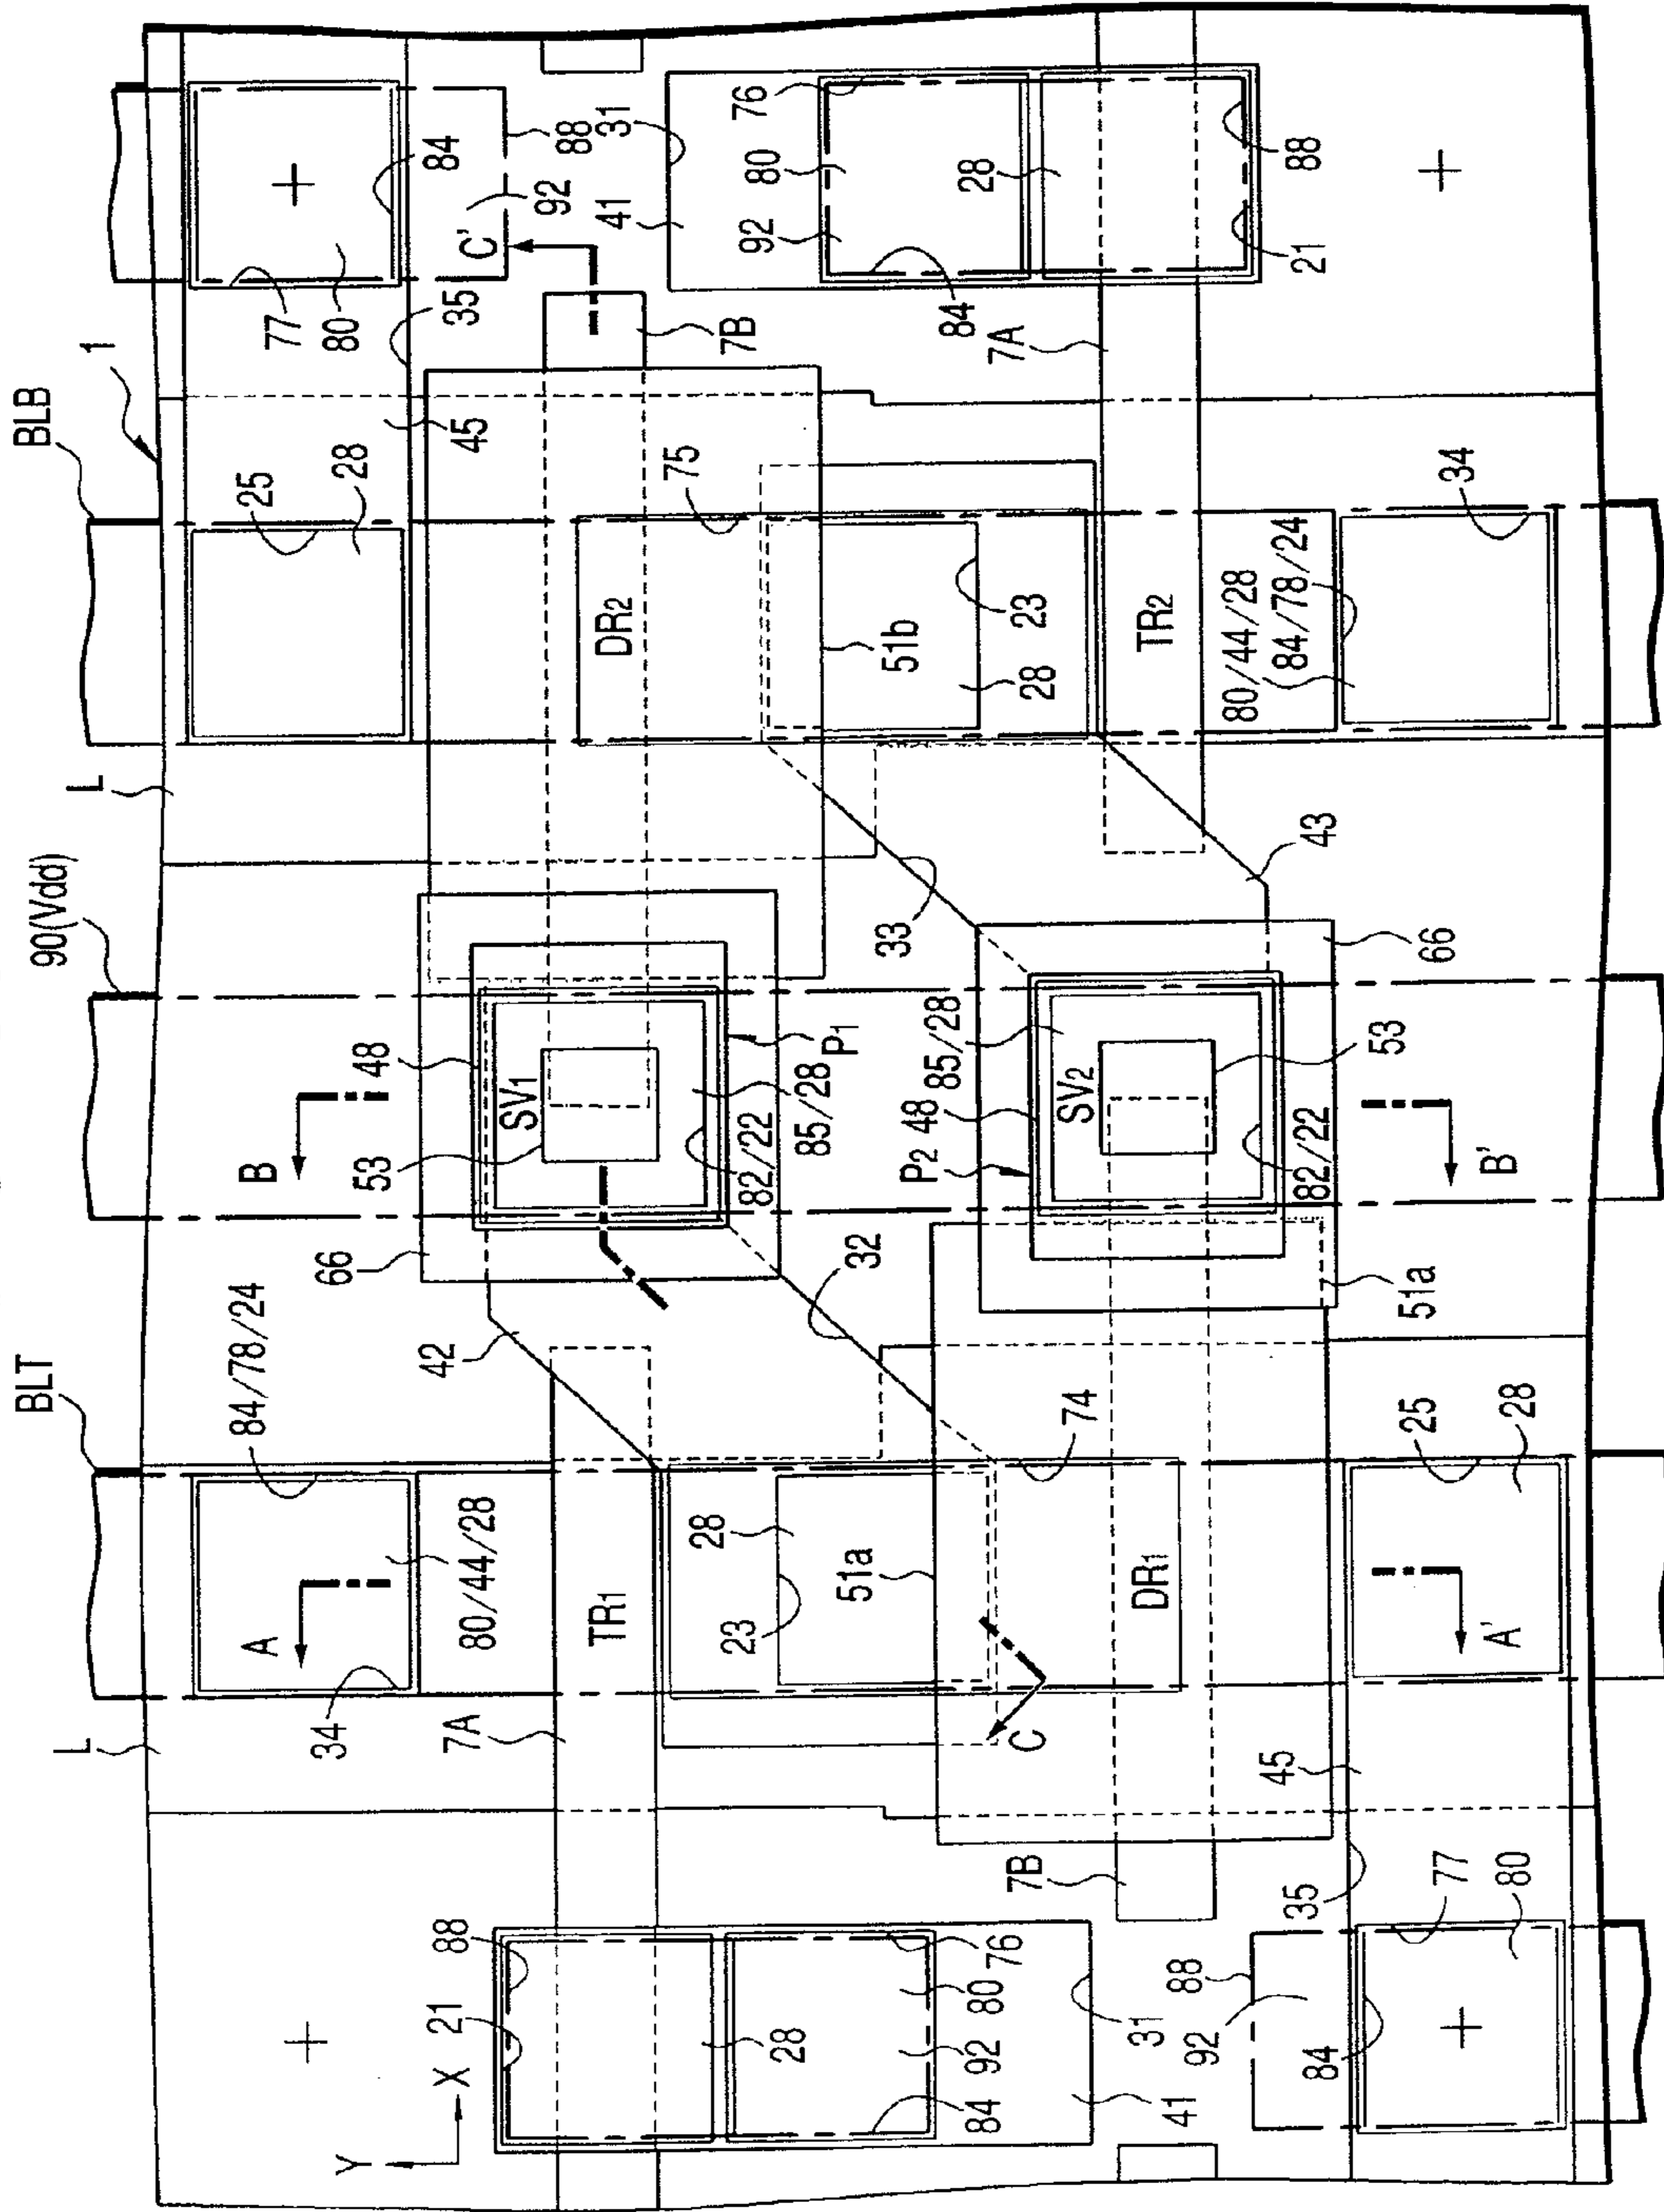 BLB
BLT
90(Vdd)
L
L
1
84/78/24
A
B
25
77
34
66
80
28
Y
53
48
X
21
88
7A
42
45
35
84
80/44/28
C'
SV1
92
88
TR1
DR2
31
41
28
75
23
7B
92
76
82/22
28
80
85/28
P1
51a
32
33
51b
P2
48
85/28
84
92
80
76
84
28
7A
C
7B
28
23
74
SV2
41
31
DR1
TR2
92
88
80/44/28
84/78/24
84
35
45
82/22
43
21
88
53
25
51a
77
66
34
A'
B'
80
28